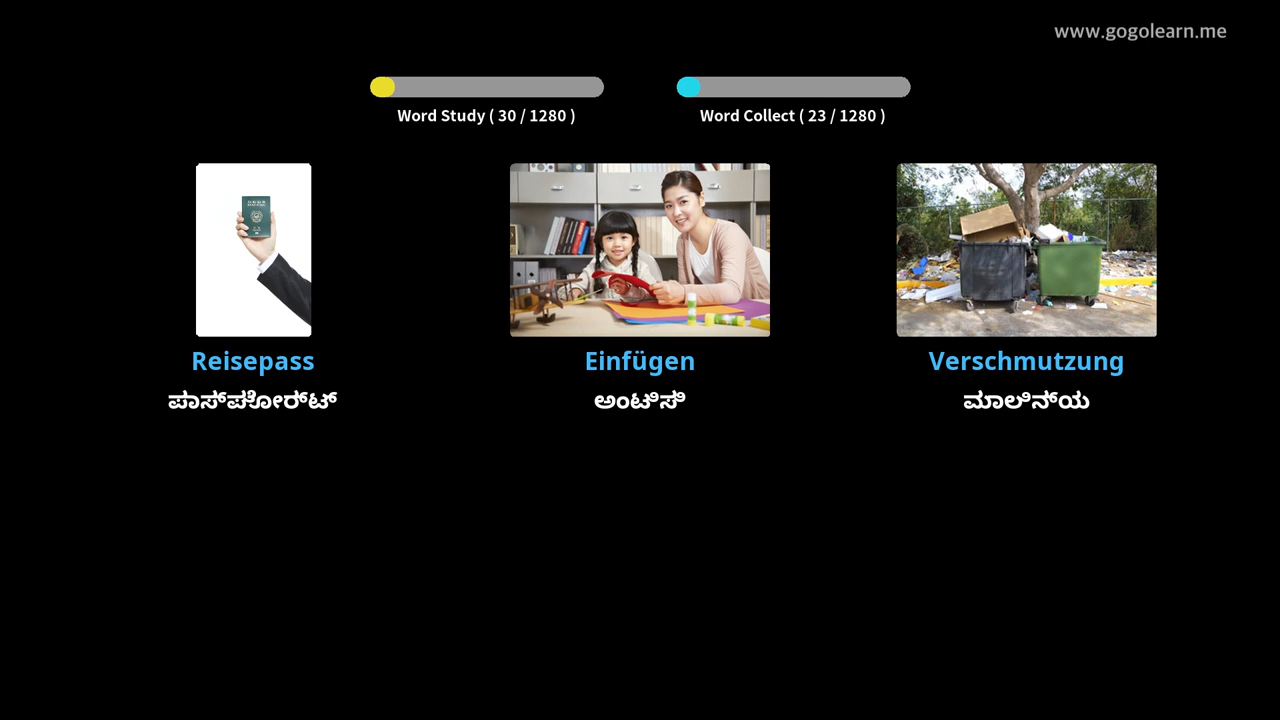 www.gogolearn.me
Word Study ( 30 / 1280 )
Word Collect ( 23 / 1280 )
Reisepass
Einfügen
Verschmutzung
ಪಾಸ್‌ಪೋರ್ಟ್
ಅಂಟಿಸಿ
ಮಾಲಿನ್ಯ